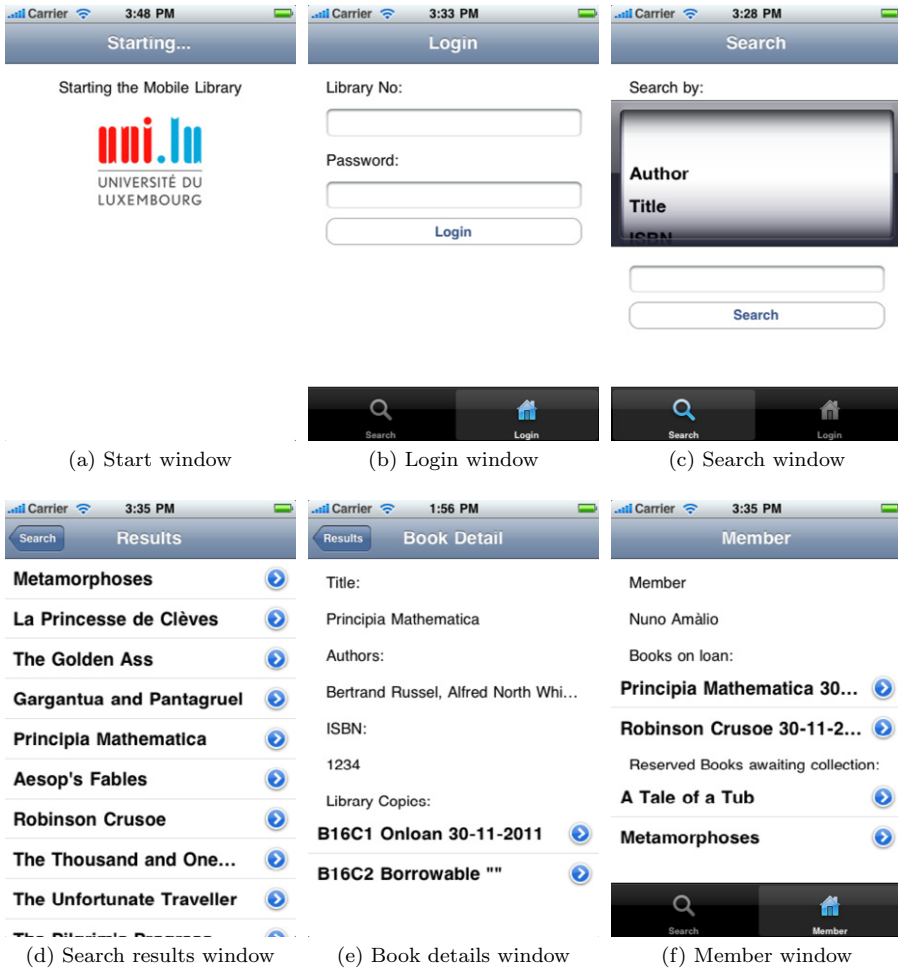 Carrier 3:48 PM
Starting...
Starting the Mobile Library
uni.lu
UNIVERSITÉ DU
LUXEMBOURG
(a) Start window
Carrier 3:33 PM
Login
Library No:
Password:
Login
Search Login
(b) Login window
Carrier 3:28 PM
Search
Search by:
Author
Title
ISBN
Search
Search Login
(c) Search window
Carrier 3:35 PM
Search Results
Metamorphoses
La Princesse de Clèves
The Golden Ass
Gargantua and Pantagruel
Principia Mathematica
Aesop's Fables
Robinson Crusoe
The Thousand and One...
The Unfortunate Traveller
The Pilgrim's Progress
(d) Search results window
Carrier 1:56 PM
Results Book Detail
Title:
Principia Mathematica
Authors:
Bertrand Russel, Alfred North Whi...
ISBN:
1234
Library Copics:
B16C1 Onloan 30-11-2011
B16C2 Borrowable ""
(e) Book details window
Carrier 3:35 PM
Member
Member
Nuno Amàlio
Books on loan:
Principia Mathematica 30...
Robinson Crusoe 30-11-2...
Reserved Books awaiting collection:
A Tale of a Tub
Metamorphoses
Search Member
(f) Member window